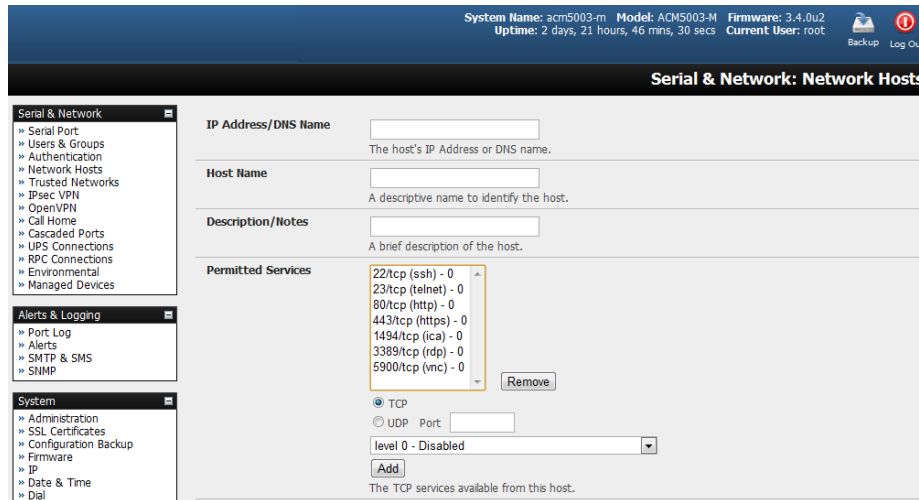 System Name: acm5003-m Model: ACM5003-M Firmware: 3.4.0u2
Uptime: 2 days, 21 hours, 46 mins, 30 secs Current User: root
Backup Log Ou
Serial & Network: Network Hosts
Serial & Network
» Serial Port
» Users & Groups
» Authentication
» Network Hosts
» Trusted Networks
» IPsec VPN
» OpenVPN
» Call Home
» Cascaded Ports
» UPS Connections
» RPC Connections
» Environmental
» Managed Devices
Alerts & Logging
» Port Log
» Alerts
» SMTP & SMS
» SNMP
System
» Administration
» SSL Certificates
» Configuration Backup
» Firmware
» IP
» Date & Time
» Dial
IP Address/DNS Name
The host's IP Address or DNS name.
Host Name
A descriptive name to identify the host.
Description/Notes
A brief description of the host.
Permitted Services
22/tcp (ssh) - 0
23/tcp (telnet) - 0
80/tcp (http) - 0
443/tcp (https) - 0
1494/tcp (ica) - 0
3389/tcp (rdp) - 0
5900/tcp (vnc) - 0
Remove
TCP
UDP Port
level 0 - Disabled
Add
The TCP services available from this host.